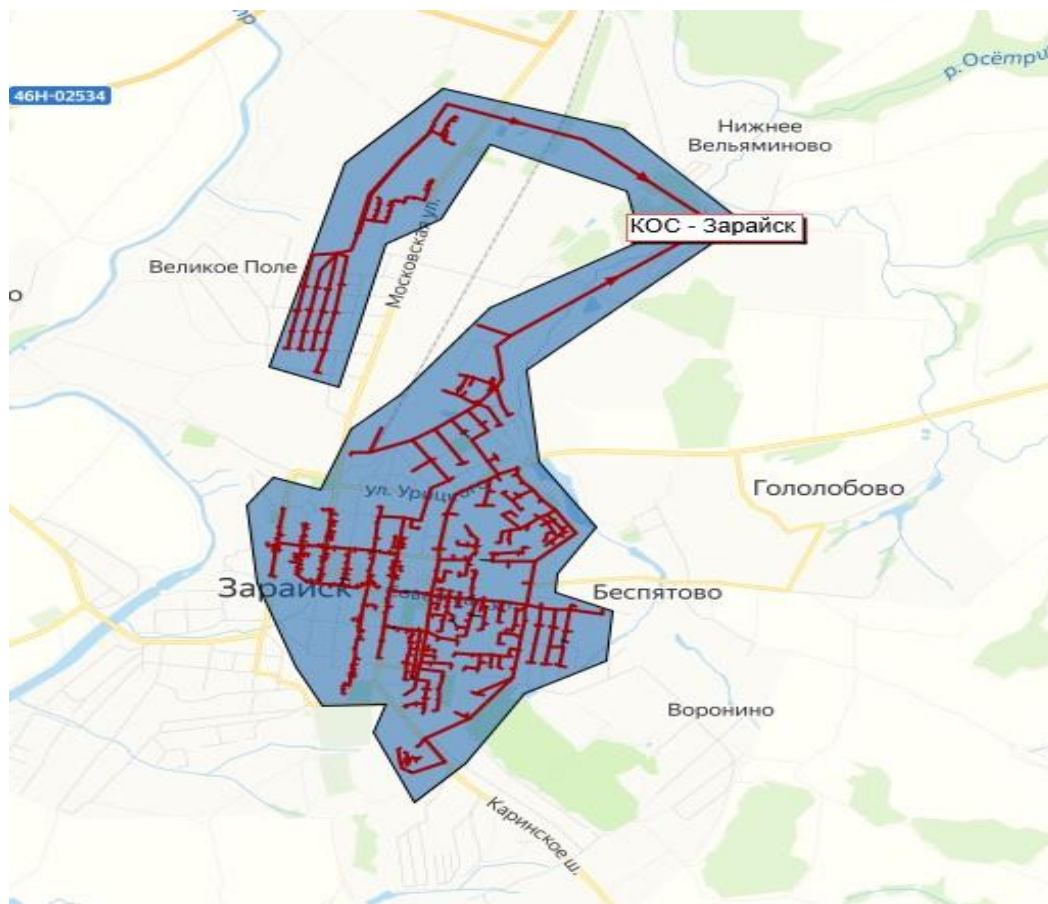 46Н-02534
р. Осётр
Нижнее
Вельяминово
КОС - Зарайск
Великое Поле
Московская ул.
Гололобово
ул. Урицкого
Зарайск
Беспятово
Воронино
Каринское ш.